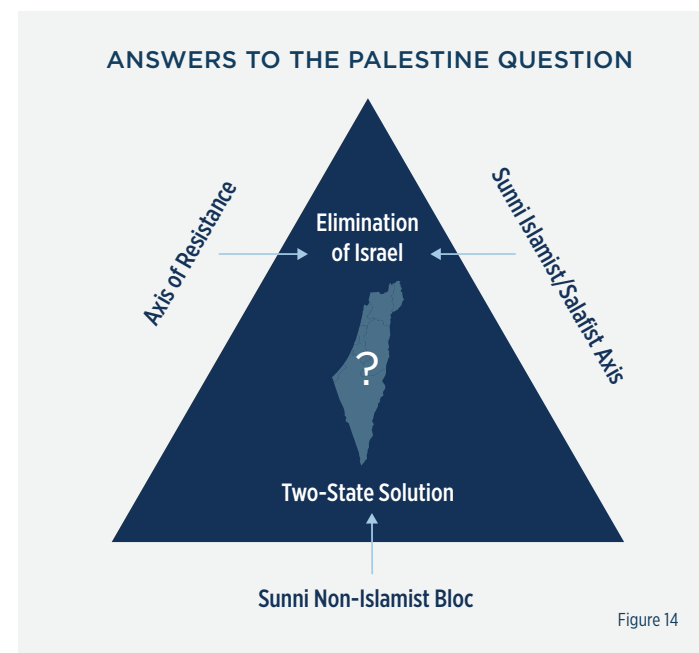 ANSWERS TO THE PALESTINE QUESTION
Axis of Resistance
Sunni Islamist/Salafist Axis
Elimination
of Israel
?
Two-State Solution
Sunni Non-Islamist Bloc
Figure 14